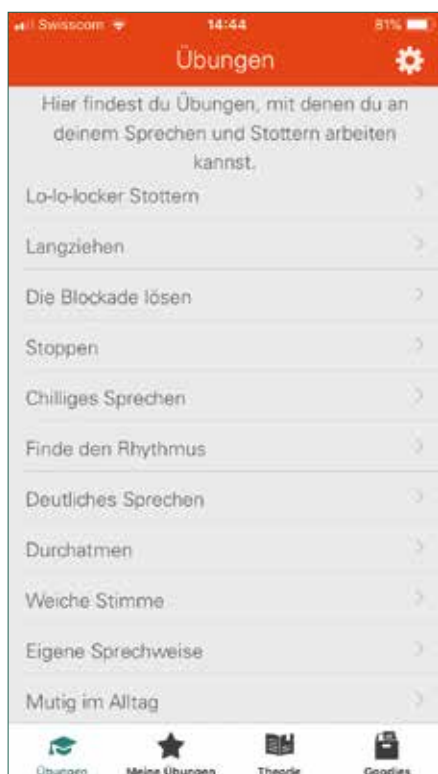 Swisscom 14:44 81%
Übungen
Hier findest du Übungen, mit denen du an
deinem Sprechen und Stottern arbeiten
kannst.
Lo-lo-locker Stottern
Langziehen
Die Blockade lösen
Stoppen
Chilliges Sprechen
Finde den Rhythmus
Deutliches Sprechen
Durchatmen
Weiche Stimme
Eigene Sprechweise
Mutig im Alltag
Übungen Meine Übungen Theorie Goodies